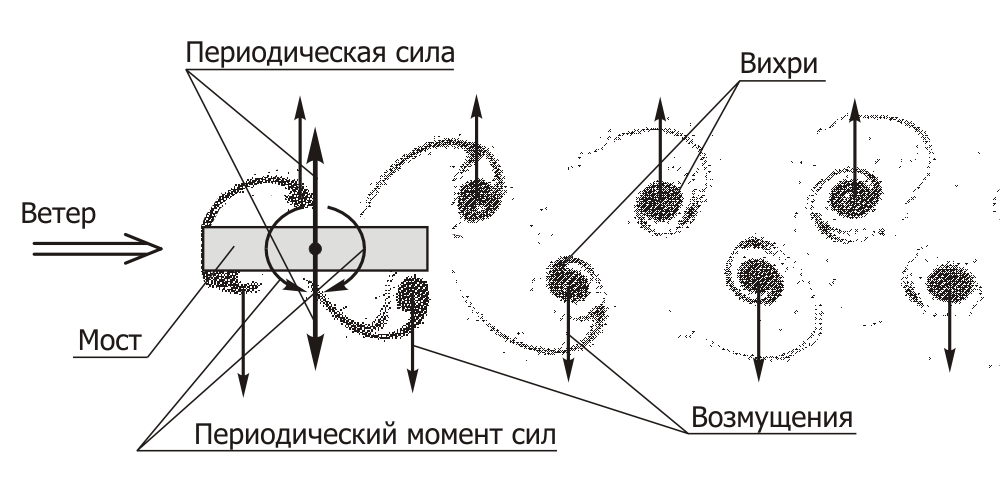 Периодическая сила
Вихри
Ветер
Мост
Возмущения
Периодический момент сил